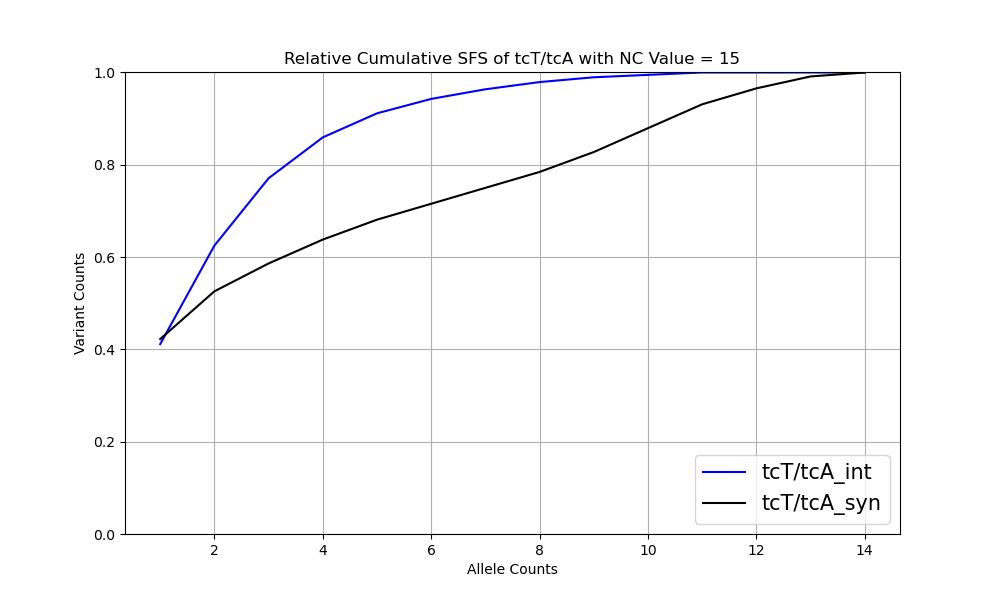 Relative Cumulative SFS of tcT/tcA with NC Value = 15
1.0
0.8
0.6
0.4
0.2
0.0
Variant Counts
2 4 6 8 10 12 14
Allele Counts
tcT/tcA_int
tcT/tcA_syn